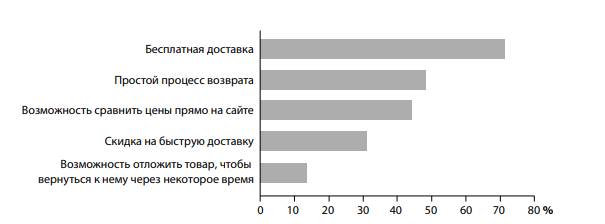 Бесплатная доставка
Простой процесс возврата
Возможность сравнить цены прямо на сайте
Скидка на быструю доставку
Возможность отложить товар, чтобы
вернуться к нему через некоторое время
0 10 20 30 40 50 60 70 80 %